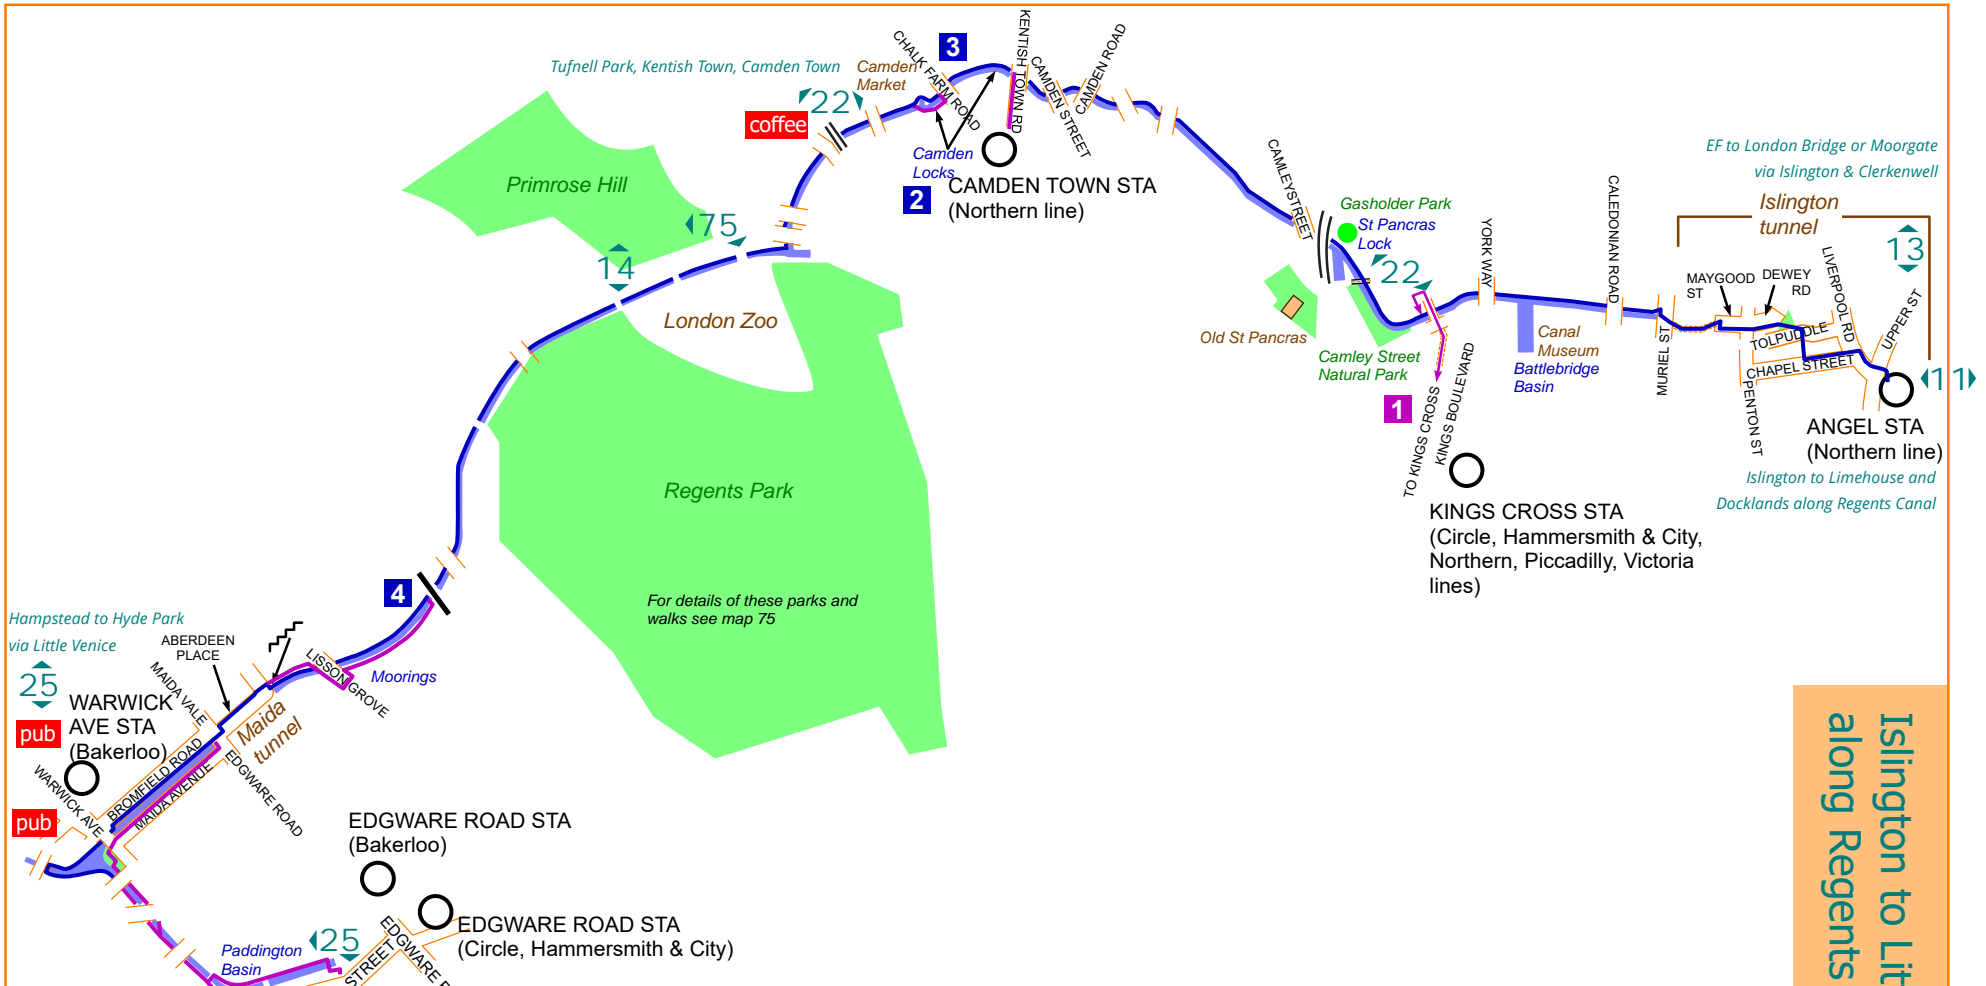 3
KENTISH TOWN RD
CHALK FARM ROAD
CAMDEN STREET
CAMDEN ROAD
Tufnell Park, Kentish Town, Camden Town
Camden
Market
22
coffee
Camden
Locks
2
CAMDEN TOWN STA
(Northern line)
Primrose Hill
75
14
London Zoo
Regents Park
For details of these parks and
walks see map 75
CAMLEYSTREET
Gasholder Park
St Pancras
Lock
22
Old St Pancras
Camley Street
Natural Park
1
TO KINGS CROSS
KINGS BOULEVARD
KINGS CROSS STA
(Circle, Hammersmith & City,
Northern, Piccadilly, Victoria
lines)
YORK WAY
CALEDONIAN ROAD
Canal
Museum
Battlebridge
Basin
MURIEL ST
EF to London Bridge or Moorgate
via Islington & Clerkenwell
Islington
tunnel
13
MAYGOOD
ST
DEWEY
RD
LIVERPOOL RD
UPPER ST
TOLPUDDLE
CHAPEL STREET
PENTON ST
11
ANGEL STA
(Northern line)
Islington to Limehouse and
Docklands along Regents Canal
4
Hampstead to Hyde Park
via Little Venice
25
ABERDEEN
PLACE
MAIDA VALE
LISSON GROVE
Moorings
WARWICK
AVE STA
(Bakerloo)
pub
Maida
tunnel
BROMFIELD ROAD
MAIDA AVENUE
EDGWARE ROAD
WARWICK AVE
pub
EDGWARE ROAD STA
(Bakerloo)
EDGWARE ROAD STA
(Circle, Hammersmith & City)
25
Paddington
Basin
STREET
EDGWARE
Islington to Lit
along Regents